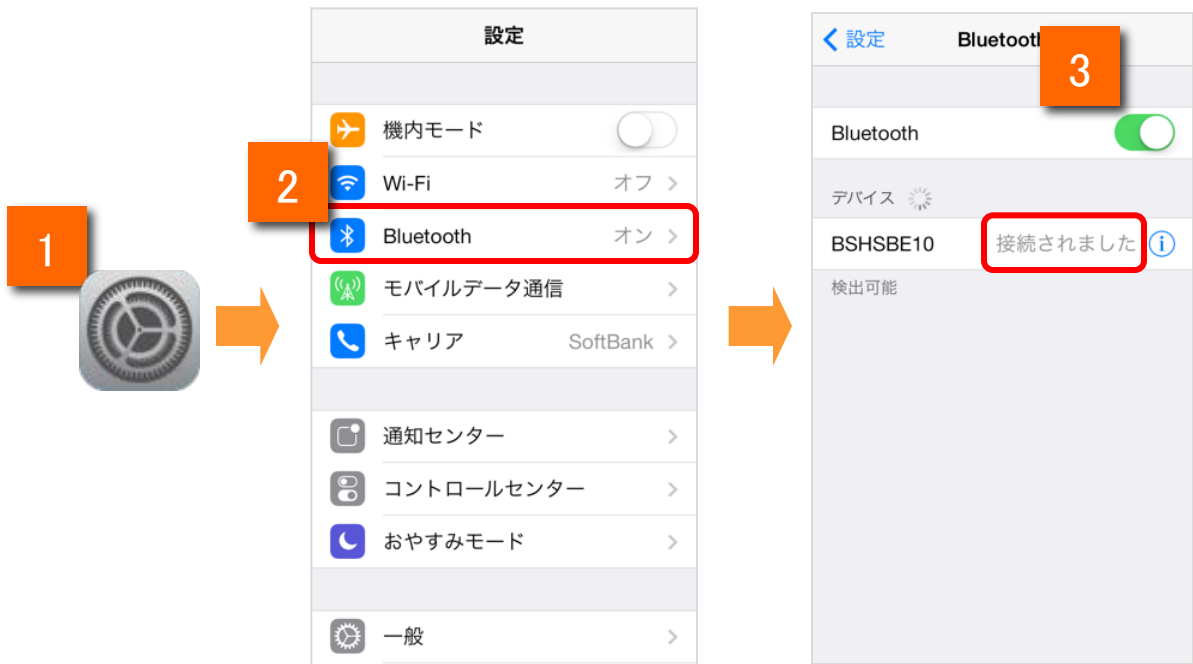 1
2
設定
機内モード
Wi-Fi オフ
Bluetooth オン
モバイルデータ通信
キャリア SoftBank
通知センター
コントロールセンター
おやすみモード
一般
3
設定 Bluetoot
Bluetooth
デバイス
BSHSBE10 接続されました
検出可能